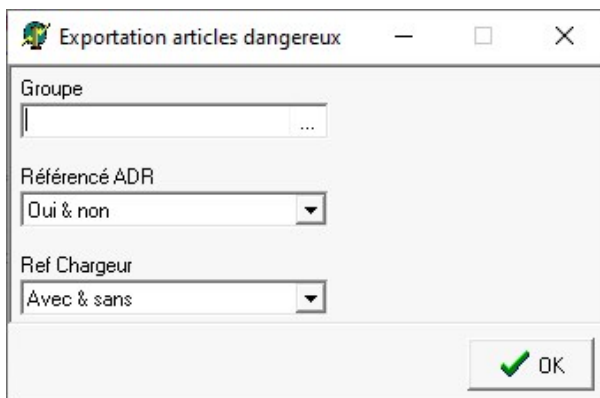 Exportation articles dangereux
Groupe
...
Référencé ADR
Oui & non
Ref Chargeur
Avec & sans
OK